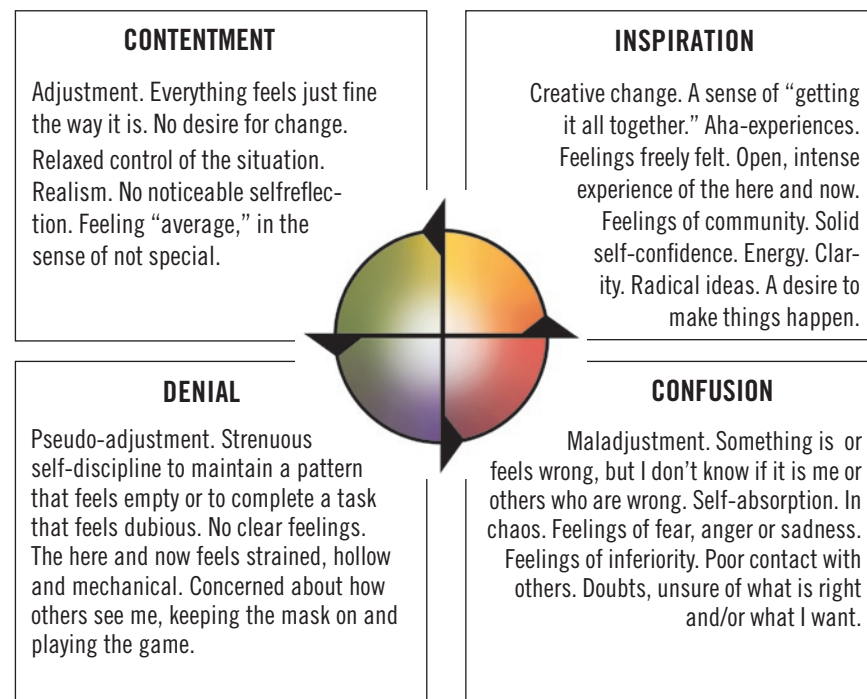 CONTENTMENT
Adjustment. Everything feels just fine
the way it is. No desire for change.
Relaxed control of the situation.
Realism. No noticeable selfreflec-
tion. Feeling “average,” in the
sense of not special.
INSPIRATION
Creative change. A sense of “getting
it all together.” Aha-experiences.
Feelings freely felt. Open, intense
experience of the here and now.
Feelings of community. Solid
self-confidence. Energy. Clar-
ity. Radical ideas. A desire to
make things happen.
DENIAL
Pseudo-adjustment. Strenuous
self-discipline to maintain a pattern
that feels empty or to complete a task
that feels dubious. No clear feelings.
The here and now feels strained, hollow
and mechanical. Concerned about how
others see me, keeping the mask on and
playing the game.
CONFUSION
Maladjustment. Something is or
feels wrong, but I don’t know if it is me or
others who are wrong. Self-absorption. In
chaos. Feelings of fear, anger or sadness.
Feelings of inferiority. Poor contact with
others. Doubts, unsure of what is right
and/or what I want.